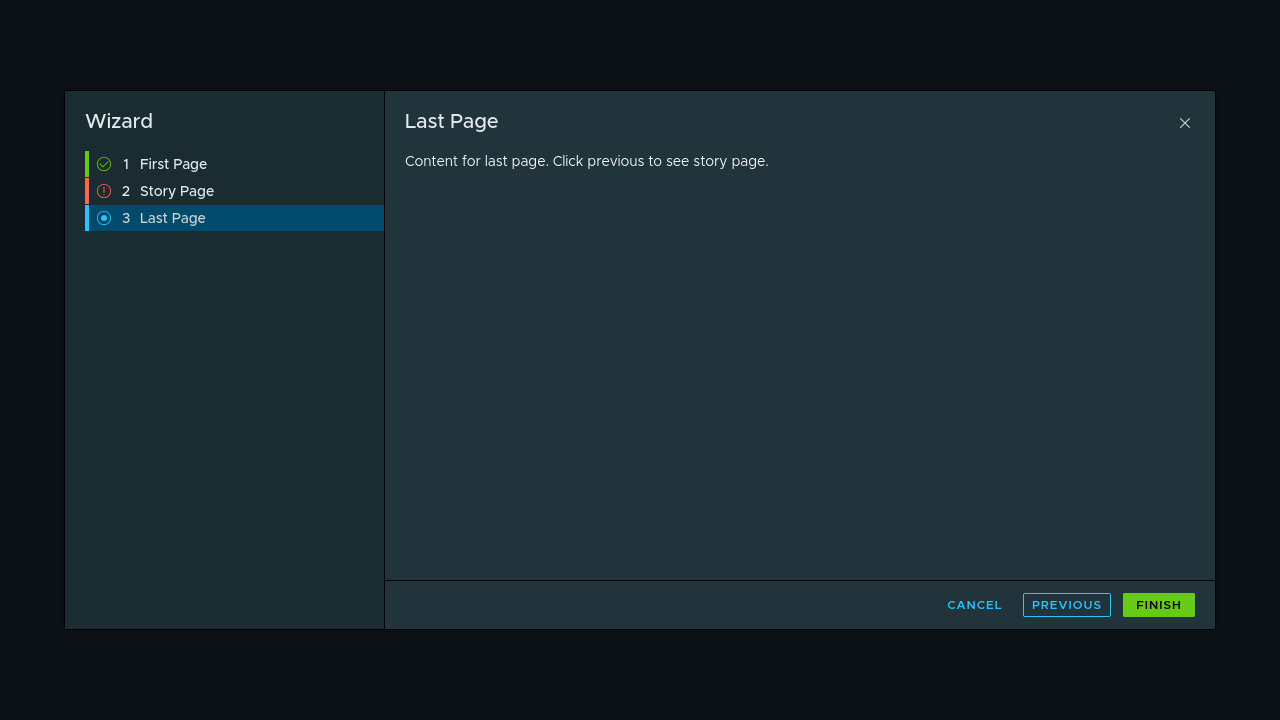 Wizard
1 First Page
2 Story Page
3 Last Page
Last Page
Content for last page. Click previous to see story page.
CANCEL PREVIOUS FINISH